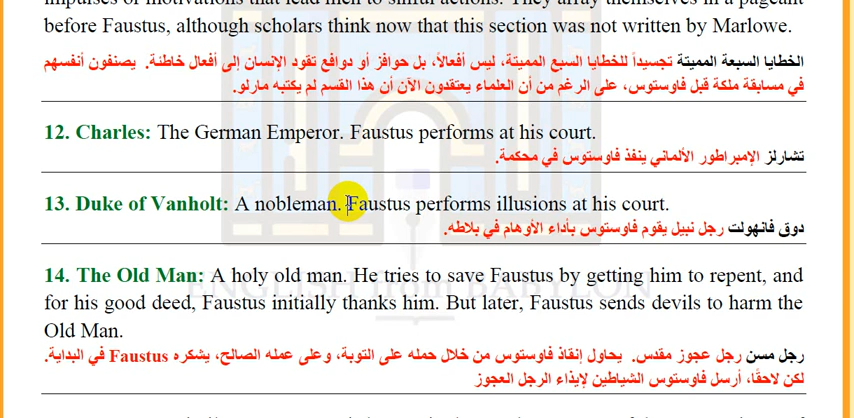 before Faustus, although scholars think now that this section was not written by Marlowe.
الخطايا السبعة المميتة تجسيداً للخطايا السبع المميتة، ليس أفعالاً، بل حوافز أو دوافع تقود الإنسان إلى أفعال خاطئة. يصنفون أنفسهم
في مسابقة ملكة قبل فاوستوس، على الرغم من أن العلماء يعتقدون الآن أن هذا القسم لم يكتبه مارلو.
12. Charles: The German Emperor. Faustus performs at his court.
تشارلز الإمبراطور الألماني ينفذ فاوستوس في محكمة.
13. Duke of Vanholt: A nobleman. Faustus performs illusions at his court.
دوق فانهولت رجل نبيل يقوم فاوستوس بأداء الأوهام في بلاطه.
14. The Old Man: A holy old man. He tries to save Faustus by getting him to repent, and
for his good deed, Faustus initially thanks him. But later, Faustus sends devils to harm the
Old Man.
رجل مسن رجل عجوز مقدس. يحاول إنقاذ فاوستوس من خلال حمله على التوبة، وعلى عمله الصالح، يشكره Faustus في البداية.
لكن لاحقًا، أرسل فاوستوس الشياطين لإيذاء الرجل العجوز
ENGLISH from BABYLON